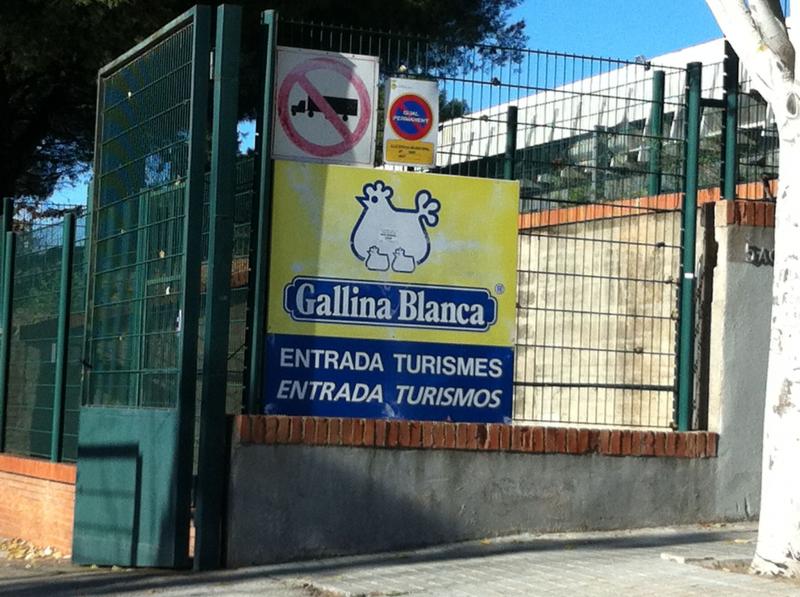 GUAL
PERMANENT
Gallina Blanca ®
ENTRADA TURISMES
ENTRADA TURISMOS